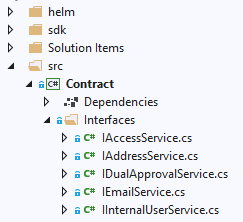 helm
sdk
Solution Items
src
C# Contract
Dependencies
Interfaces
C# IAccessService.cs
C# IAddressService.cs
C# IDualApprovalService.cs
C# IEmailService.cs
C# IInternalUserService.cs